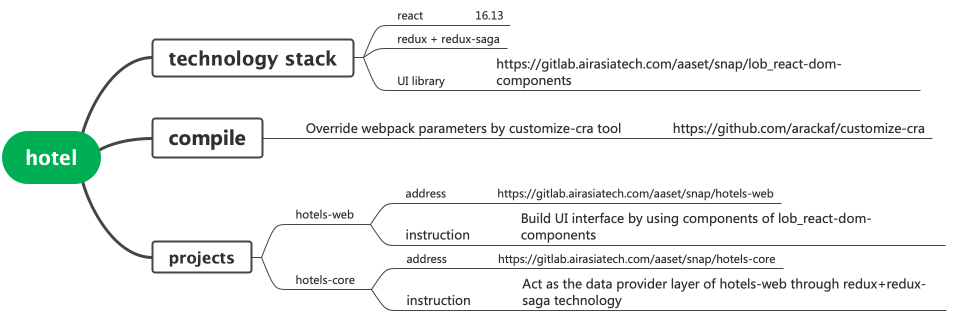 hotel
technology stack
react 16.13
redux + redux-saga
UI library https://gitlab.airasiatech.com/aaset/snap/lob_react-dom-
components
compile
Override webpack parameters by customize-cra tool https://github.com/arackaf/customize-cra
projects
hotels-web
address https://gitlab.airasiatech.com/aaset/snap/hotels-web
instruction Build UI interface by using components of lob_react-dom-
components
hotels-core
address https://gitlab.airasiatech.com/aaset/snap/hotels-core
instruction Act as the data provider layer of hotels-web through redux+redux-
saga technology